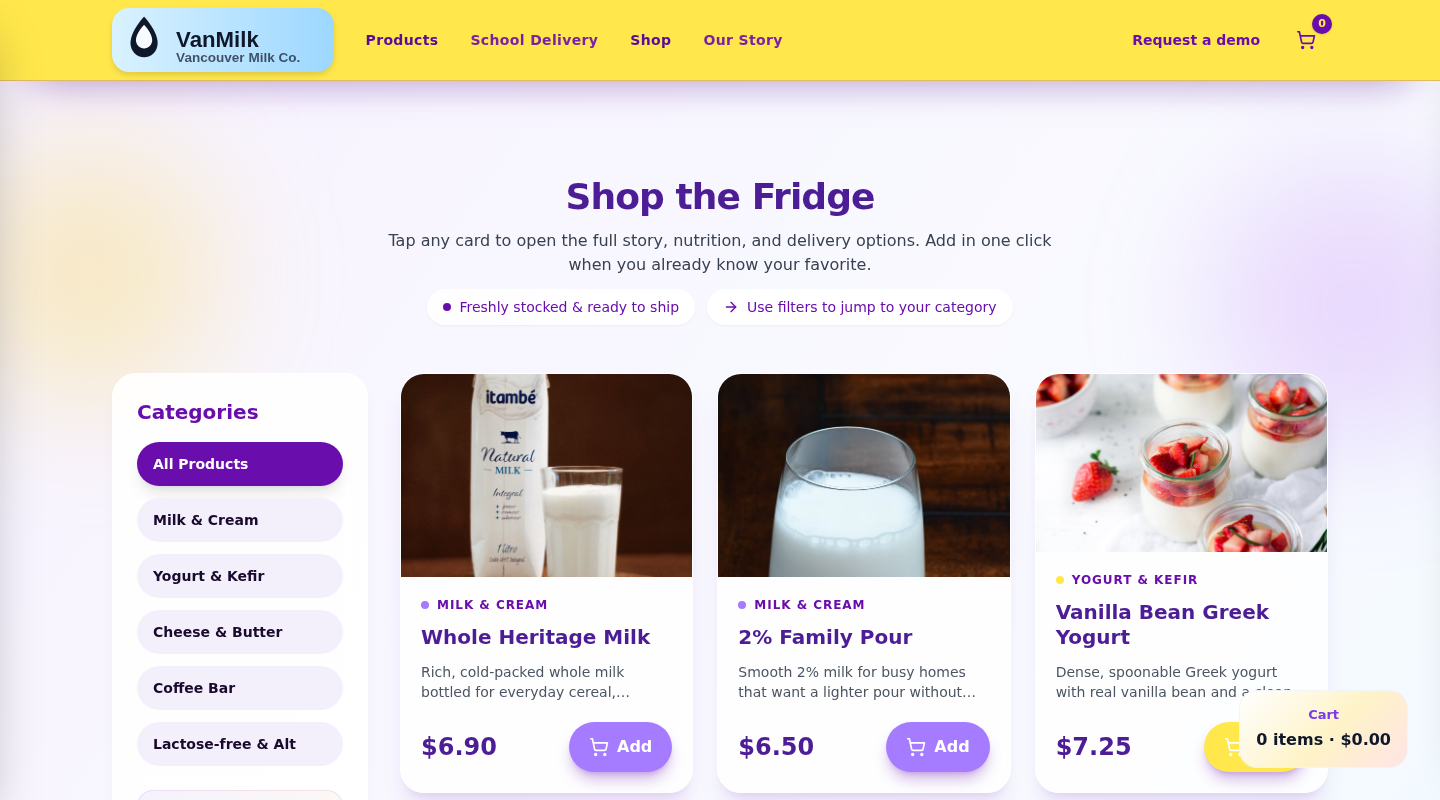 VanMilk
Vancouver Milk Co.
Products
School Delivery
Shop
Our Story
Request a demo
0
Shop the Fridge
Tap any card to open the full story, nutrition, and delivery options. Add in one click
when you already know your favorite.
Freshly stocked & ready to ship
Use filters to jump to your category
Categories
All Products
Milk & Cream
Yogurt & Kefir
Cheese & Butter
Coffee Bar
Lactose-free & Alt
itambé
Natural
MILK
Integral
1 litro
MILK & CREAM
Whole Heritage Milk
Rich, cold-packed whole milk
bottled for everyday cereal,...
$6.90
Add
MILK & CREAM
2% Family Pour
Smooth 2% milk for busy homes
that want a lighter pour without...
$6.50
Add
YOGURT & KEFIR
Vanilla Bean Greek
Yogurt
Dense, spoonable Greek yogurt
with real vanilla bean and a
$7.25
Cart
0 items · $0.00